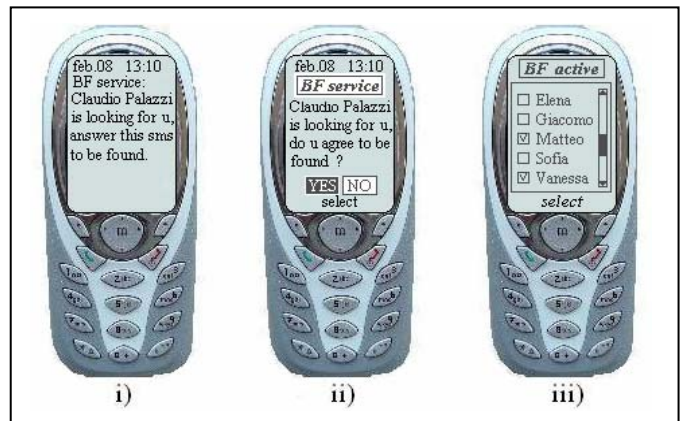 feb.08 13:10
BF service:
Claudio Palazzi
is looking for u,
answer this sms
to be found.
feb.08 13:10
BF service
Claudio Palazzi
is looking for u,
do u agree to be
found ?
YES NO
select
BF active
Elena
Giacomo
Matteo
Sofia
Vanessa
select
m
m
m
i)
ii)
iii)